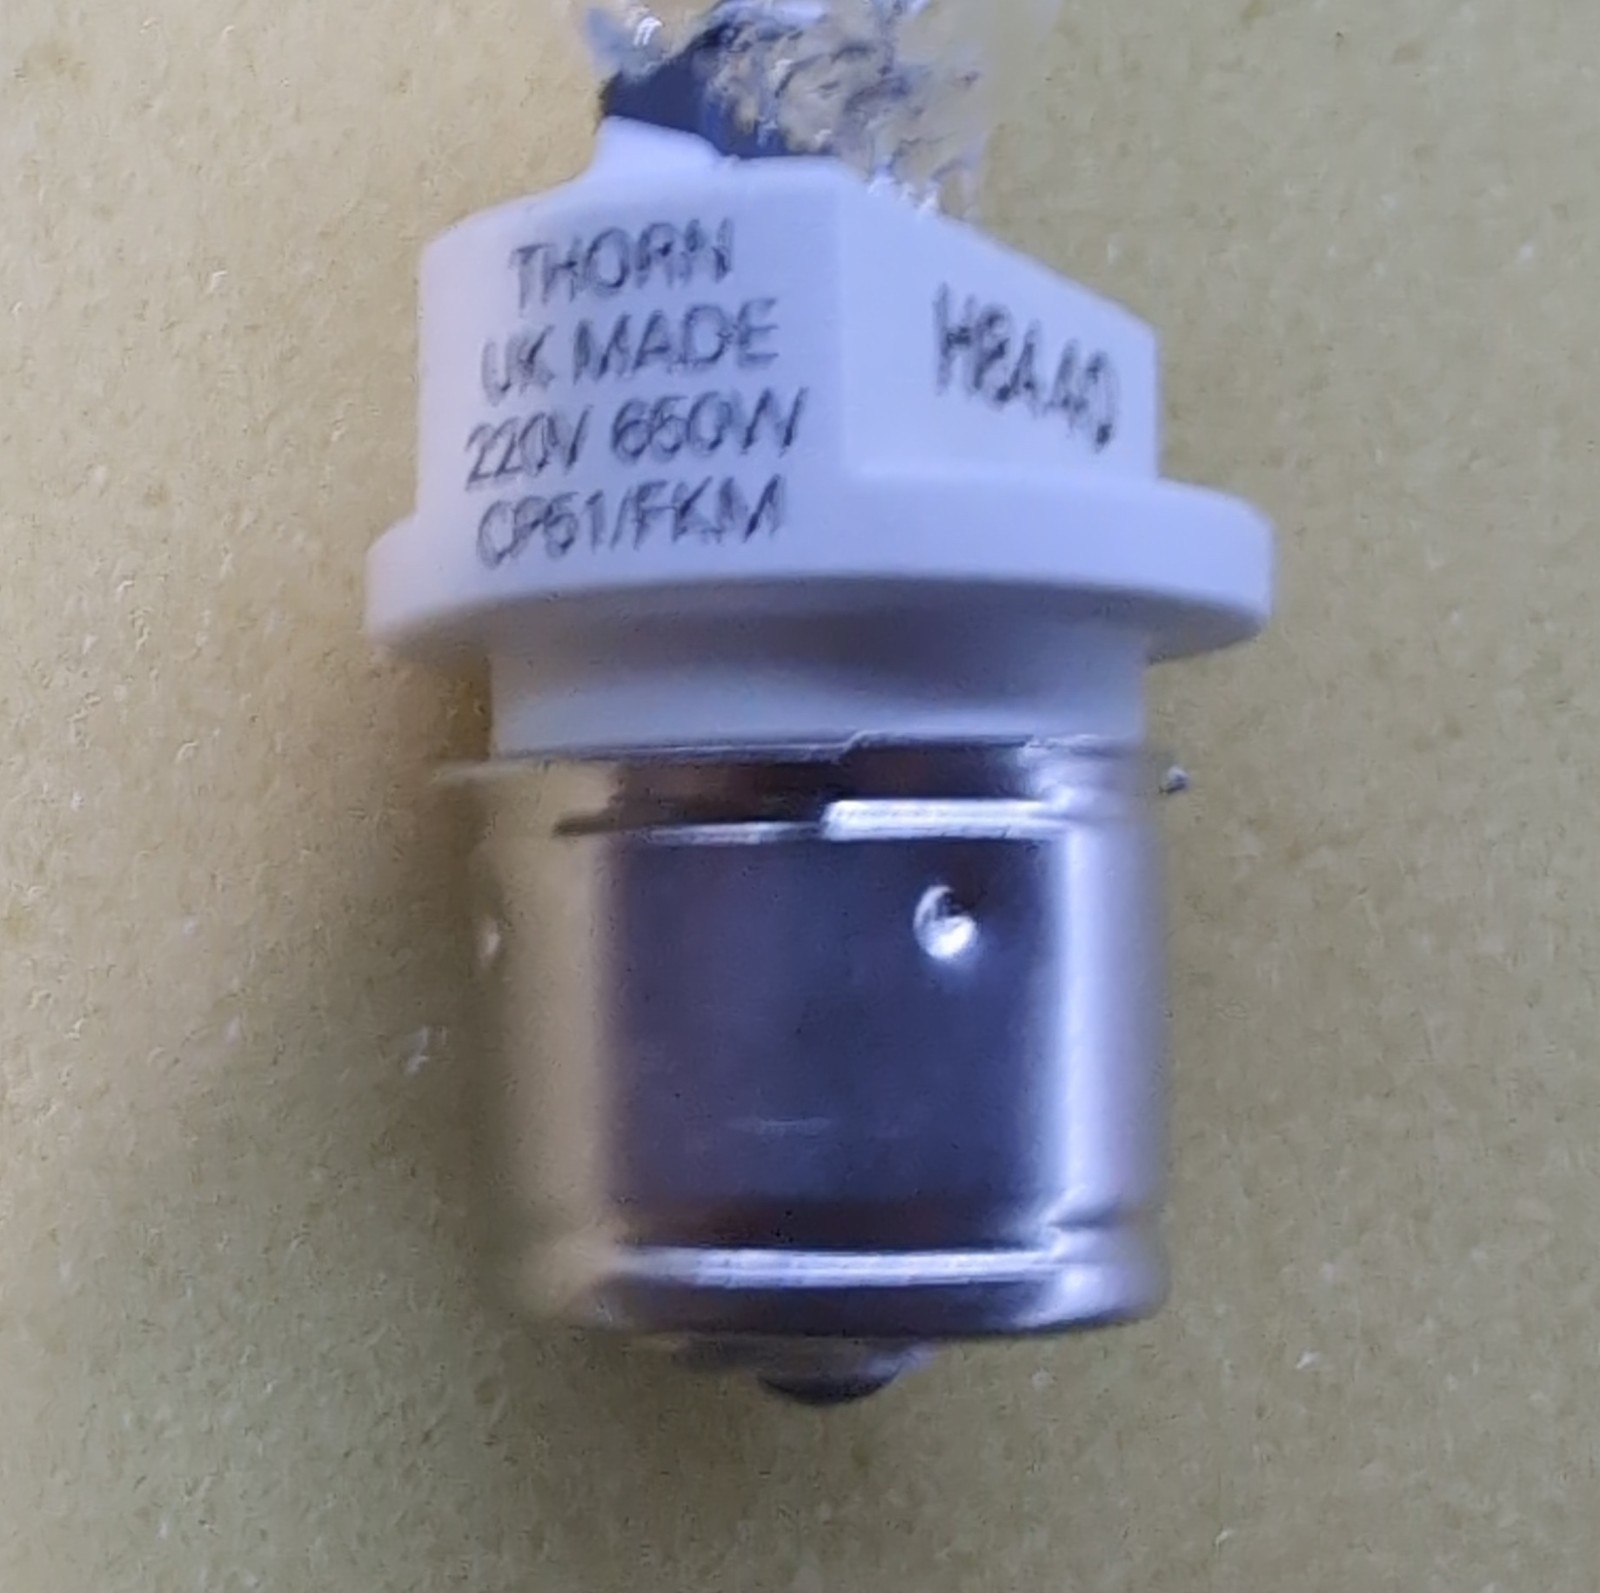 THORN
UK MADE
220V 650W
CP51/FKM